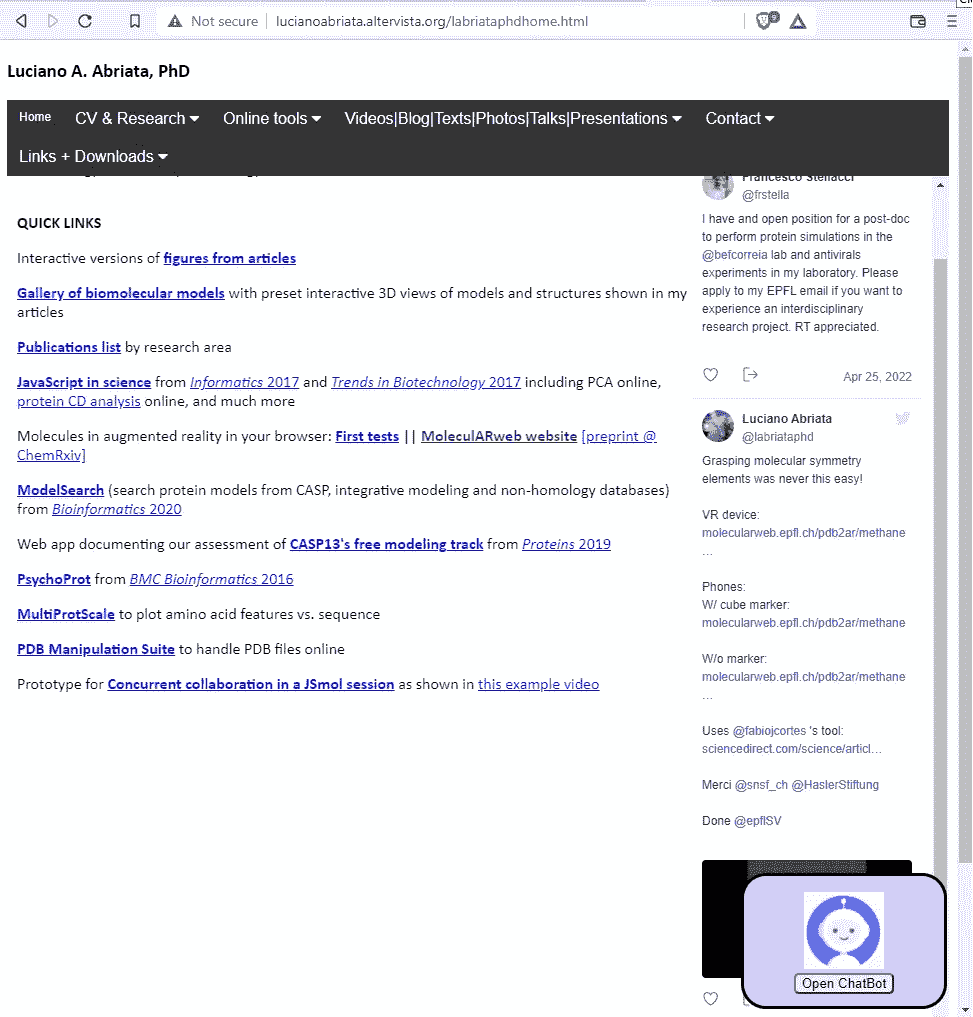 Not secure
lucianoabriata.altervista.org/labriataphdhome.html
9
Luciano A. Abriata, PhD
Home
CV & Research
Online tools
Videos|Blog|Texts|Photos|Talks|Presentations
Contact
Links + Downloads
QUICK LINKS
Interactive versions of figures from articles
Gallery of biomolecular models with preset interactive 3D views of models and structures shown in my
articles
Publications list by research area
JavaScript in science from Informatics 2017 and Trends in Biotechnology 2017 including PCA online,
protein CD analysis online, and much more
Molecules in augmented reality in your browser: First tests || MoleculARweb website [preprint @
ChemRxiv]
ModelSearch (search protein models from CASP, integrative modeling and non-homology databases)
from Bioinformatics 2020
Web app documenting our assessment of CASP13's free modeling track from Proteins 2019
PsychoProt from BMC Bioinformatics 2016
MultiProtScale to plot amino acid features vs. sequence
PDB Manipulation Suite to handle PDB files online
Prototype for Concurrent collaboration in a JSmol session as shown in this example video
Francesco Stellacci
@frstella
I have and open position for a post-doc
to perform protein simulations in the
@befcorreia lab and antivirals
experiments in my laboratory. Please
apply to my EPFL email if you want to
experience an interdisciplinary
research project. RT appreciated.
Apr 25, 2022
Luciano Abriata
@labriataphd
Grasping molecular symmetry
elements was never this easy!
VR device:
molecularweb.epfl.ch/pdb2ar/methane
…
Phones:
W/ cube marker:
molecularweb.epfl.ch/pdb2ar/methane
W/o marker:
molecularweb.epfl.ch/pdb2ar/methane
…
Uses @fabiojcortes 's tool:
sciencedirect.com/science/articl…
Merci @snsf_ch @HaslerStiftung
Done @epflSV
Open ChatBot